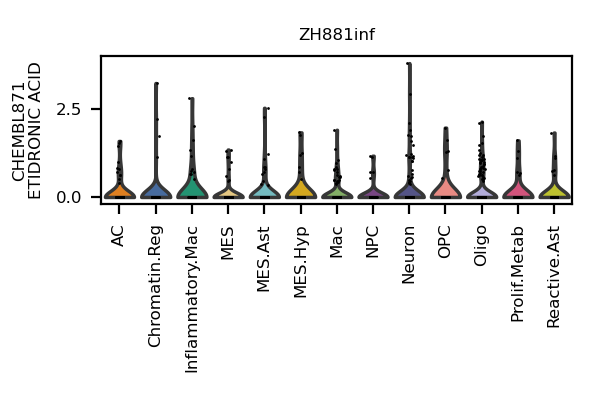 ZH881inf
CHEMBL871
ETIDRONIC ACID
2.5
0.0
AC
Chromatin.Reg
Inflammatory.Mac
MES
MES.Ast
MES.Hyp
Mac
NPC
Neuron
OPC
Oligo
Prolif.Metab
Reactive.Ast